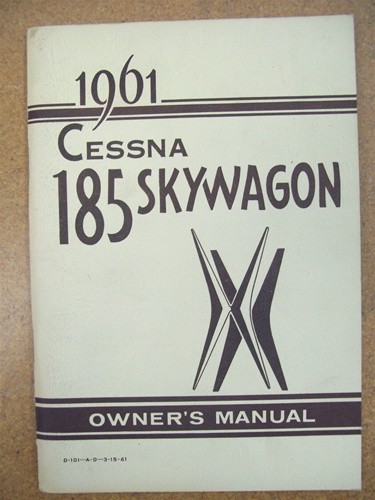 1961
CESSNA
185 SKYWAGON
OWNER'S MANUAL
D-101-A-D-3-15-61